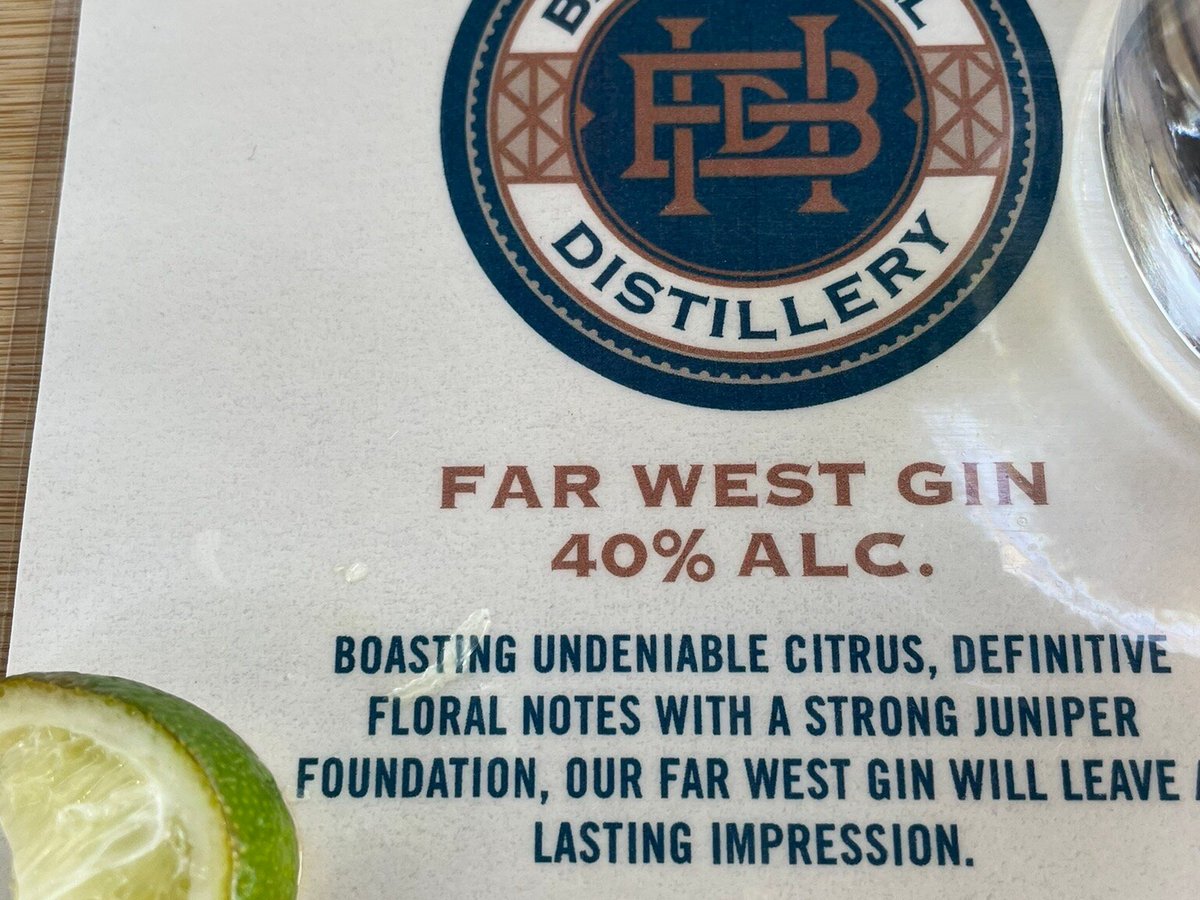 HDB
DISTILLERY
FAR WEST GIN
40% ALC.
BOASTING UNDENIABLE CITRUS, DEFINITIVE
FLORAL NOTES WITH A STRONG JUNIPER
FOUNDATION, OUR FAR WEST GIN WILL LEAVE A
LASTING IMPRESSION.